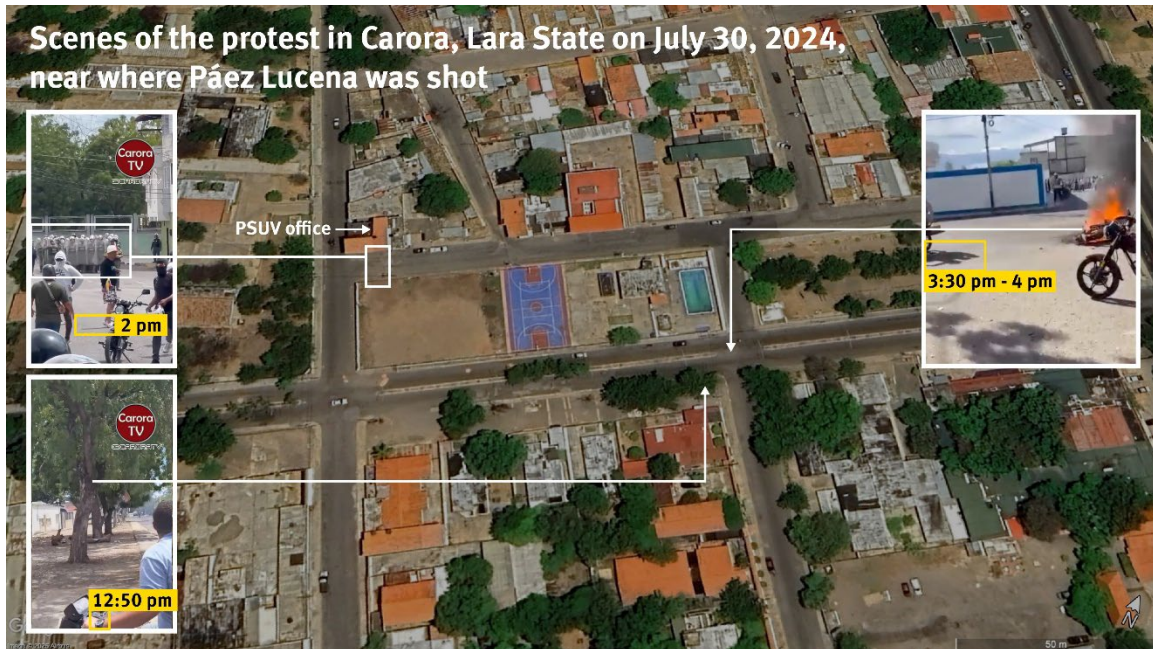 Scenes of the protest in Carora, Lara State on July 30, 2024,
near where Páez Lucena was shot
Carora
TV
PSUV office
2 pm
3:30 pm - 4 pm
Carora
TV
12:50 pm
N
50 m